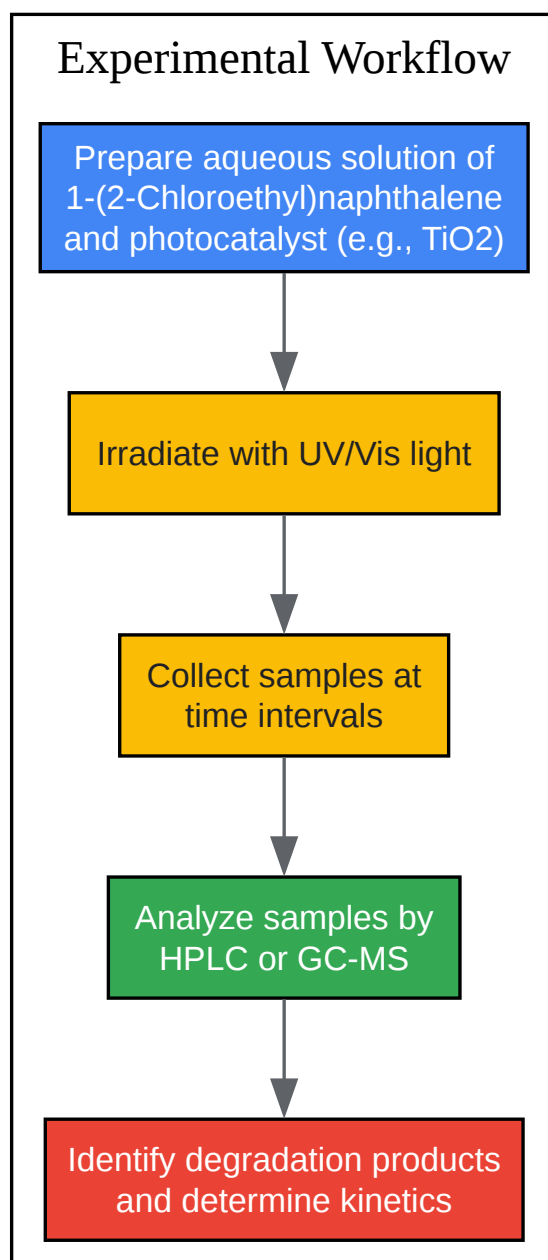 Experimental Workflow
Prepare aqueous solution of
1-(2-Chloroethyl)naphthalene
and photocatalyst (e.g., TiO2)
Irradiate with UV/Vis light
Collect samples at
time intervals
Analyze samples by
HPLC or GC-MS
Identify degradation products
and determine kinetics